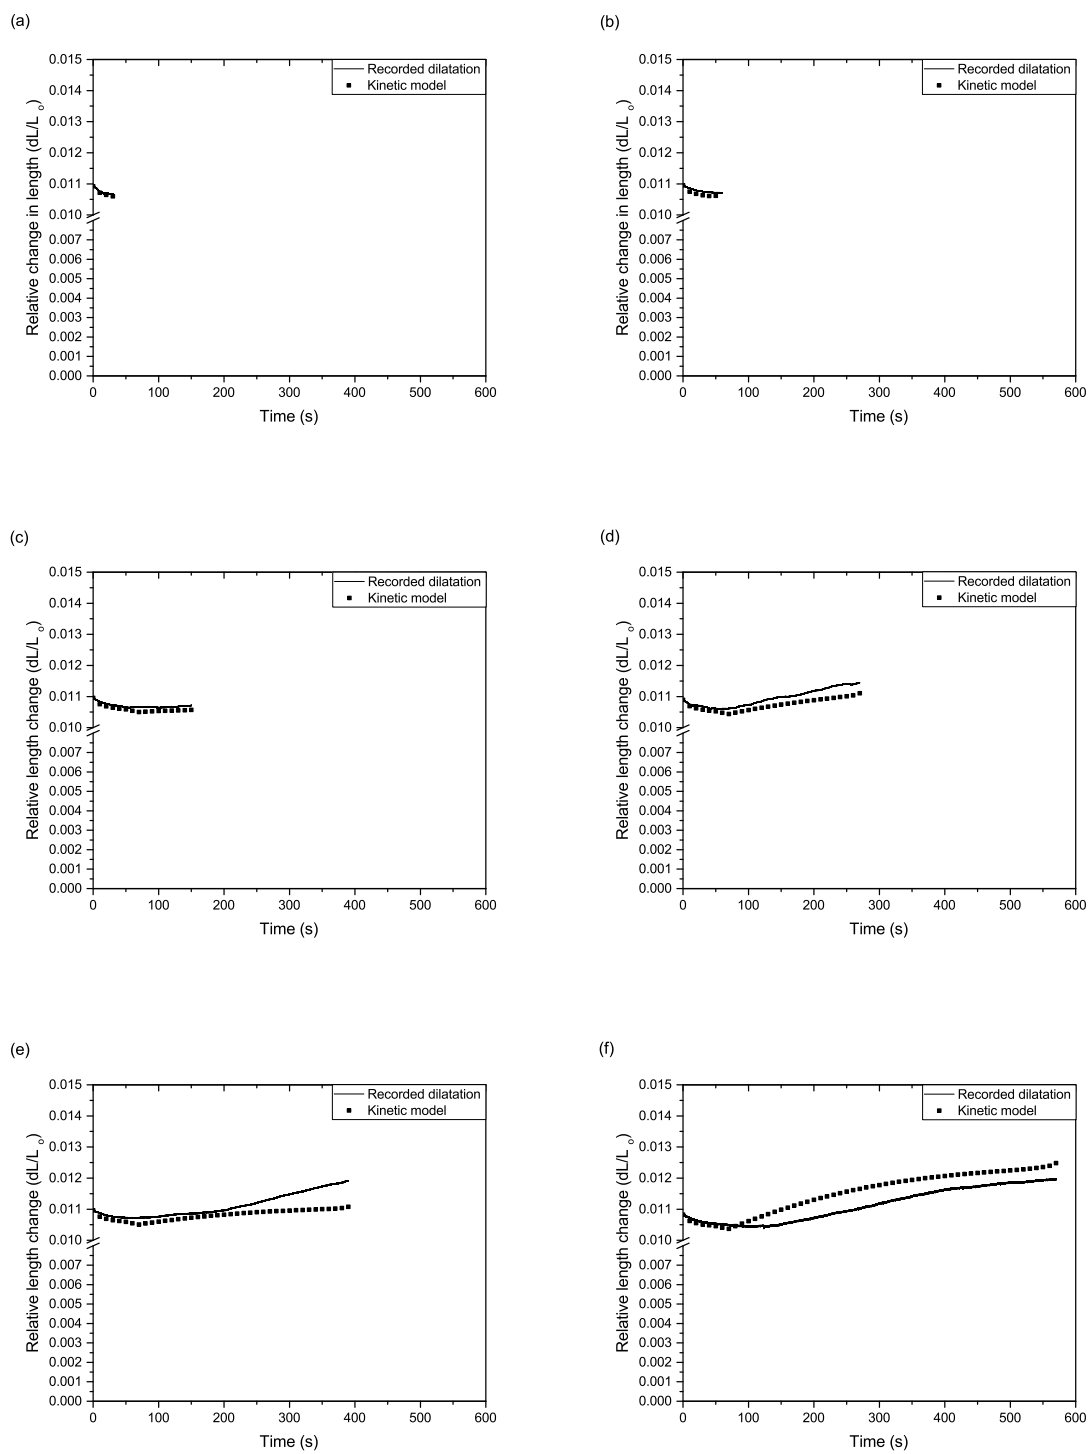 (a)
Recorded dilatation
Kinetic model
Relative change in length (dL/L o)
0.015
0.014
0.013
0.012
0.011
0.010
0.007
0.006
0.005
0.004
0.003
0.002
0.001
0.000
0 100 200 300 400 500 600
Time (s)
(b)
Recorded dilatation
Kinetic model
Relative change in length (dL/L o)
0.015
0.014
0.013
0.012
0.011
0.010
0.007
0.006
0.005
0.004
0.003
0.002
0.001
0.000
0 100 200 300 400 500 600
Time (s)
(c)
Recorded dilatation
Kinetic model
Relative length change (dL/L o)
0.015
0.014
0.013
0.012
0.011
0.010
0.007
0.006
0.005
0.004
0.003
0.002
0.001
0.000
0 100 200 300 400 500 600
Time (s)
(d)
Recorded dilatation
Kinetic model
Relative length change (dL/L o)
0.015
0.014
0.013
0.012
0.011
0.010
0.007
0.006
0.005
0.004
0.003
0.002
0.001
0.000
0 100 200 300 400 500 600
Time (s)
(e)
Recorded dilatation
Kinetic model
Relative length change (dL/L o)
0.015
0.014
0.013
0.012
0.011
0.010
0.007
0.006
0.005
0.004
0.003
0.002
0.001
0.000
0 100 200 300 400 500 600
Time (s)
(f)
Recorded dilatation
Kinetic model
Relative length change (dL/L o)
0.015
0.014
0.013
0.012
0.011
0.010
0.007
0.006
0.005
0.004
0.003
0.002
0.001
0.000
0 100 200 300 400 500 600
Time (s)